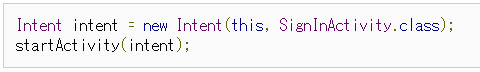 Intent intent = new Intent(this, SignInActivity.class);
startActivity(intent);